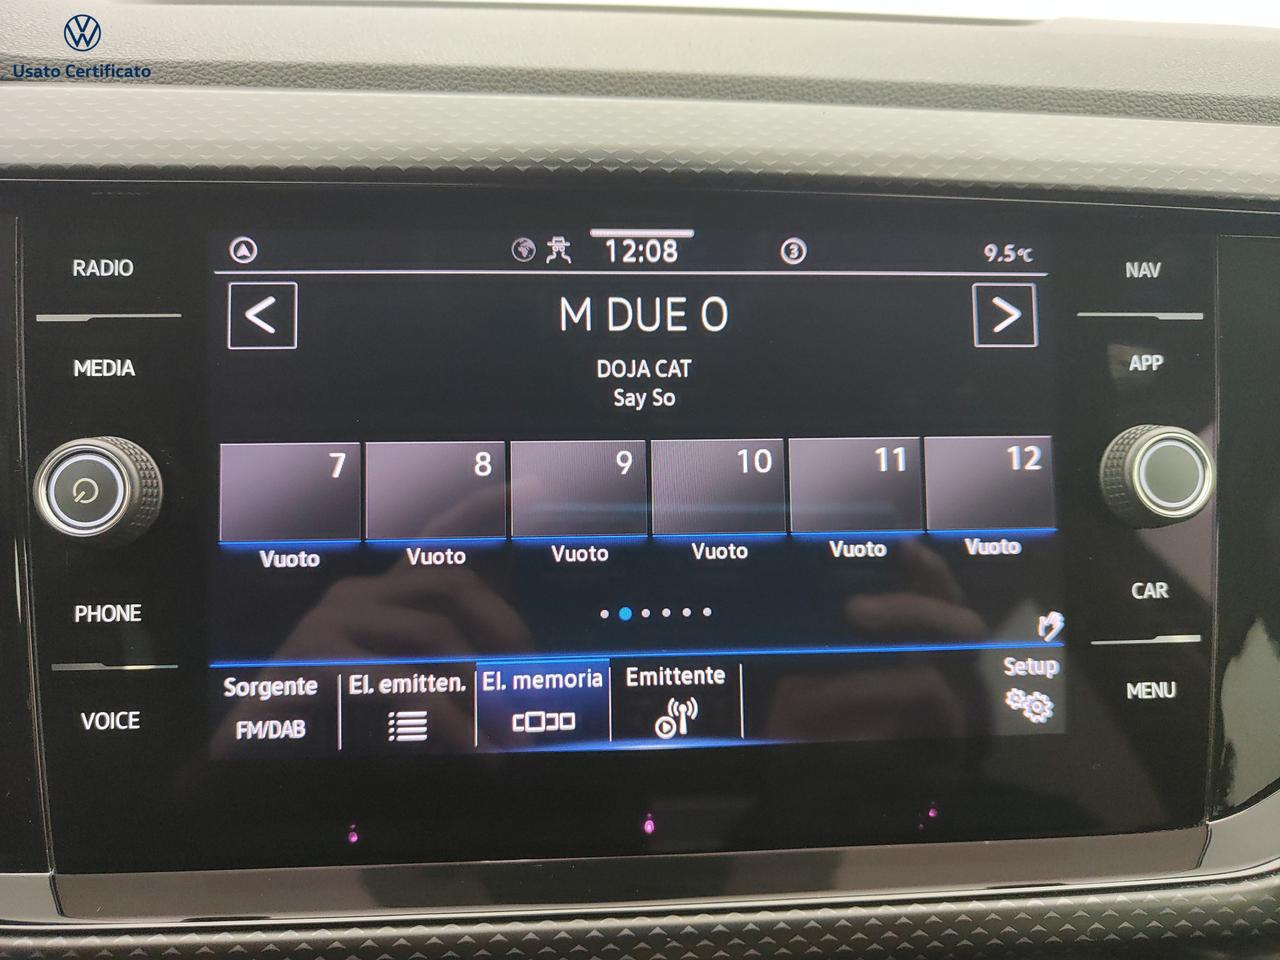 Usato Certificato
RADIO
MEDIA
PHONE
VOICE
12:08
3
9.5°C
M DUE O
DOJA CAT
Say So
7 8 9 10 11 12
Vuoto Vuoto Vuoto Vuoto Vuoto Vuoto
Sorgente
FM/DAB
El. emitten.
El. memoria
Emittente
Setup
NAV
APP
CAR
MENU